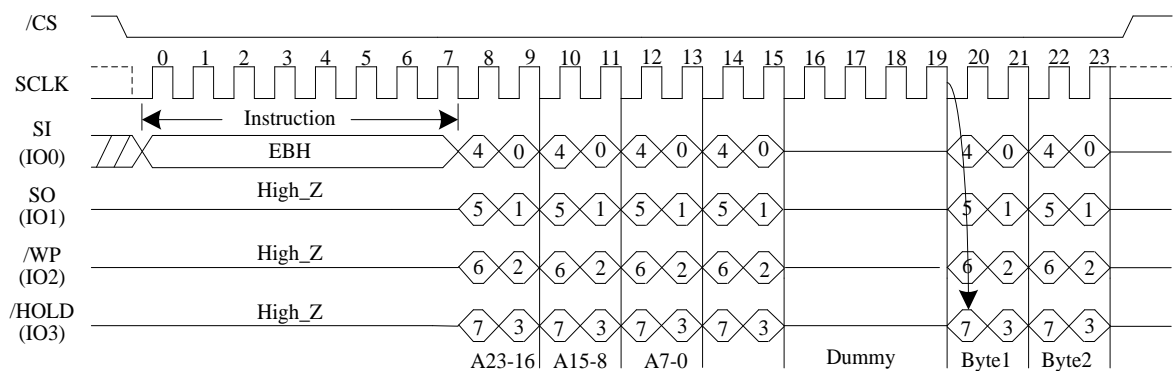 /CS
0 1 2 3 4 5 6 7 8 9 10 11 12 13 14 15 16 17 18 19 20 21 22 23
SCLK
Instruction
SI
(IO0)
EBH
4 0 4 0 4 0 4 0 4 0 4 0
High_Z
SO
(IO1)
5 1 5 1 5 1 5 1 5 1 5 1
High_Z
/WP
(IO2)
6 2 6 2 6 2 6 2 6 2 6 2
High_Z
/HOLD
(IO3)
7 3 7 3 7 3 7 3 7 3 7 3
A23-16 A15-8 A7-0 Dummy Byte1 Byte2